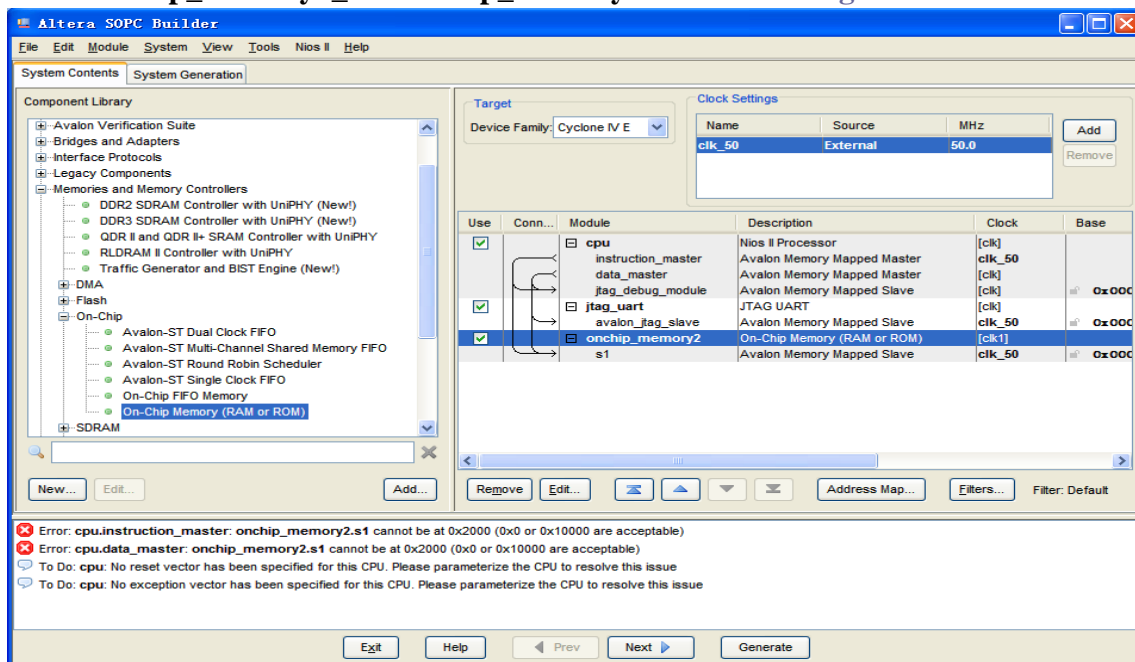 Altera SOPC Builder
File Edit Module System View Tools Nios II Help
System Contents System Generation
Component Library
Avalon Verification Suite
Bridges and Adapters
Interface Protocols
Legacy Components
Memories and Memory Controllers
DDR2 SDRAM Controller with UniPHY (New!)
DDR3 SDRAM Controller with UniPHY (New!)
QDR II and QDR II+ SRAM Controller with UniPHY
RLDRAM II Controller with UniPHY
Traffic Generator and BIST Engine (New!)
DMA
Flash
On-Chip
Avalon-ST Dual Clock FIFO
Avalon-ST Multi-Channel Shared Memory FIFO
Avalon-ST Round Robin Scheduler
Avalon-ST Single Clock FIFO
On-Chip FIFO Memory
On-Chip Memory (RAM or ROM)
SDRAM
New... Edit... Add...
Target
Device Family: Cyclone IV E
Clock Settings
Name Source MHz
clk_50 External 50.0
Add
Remove
Use Conn... Module Description Clock Base
cpu Nios II Processor [clk]
instruction_master Avalon Memory Mapped Master clk_50
data_master Avalon Memory Mapped Master [clk]
jtag_debug_module Avalon Memory Mapped Slave [clk] 0x000
jtag_uart JTAG UART [clk]
avalon_jtag_slave Avalon Memory Mapped Slave clk_50 0x000
onchip_memory2 On-Chip Memory (RAM or ROM) [clk1]
s1 Avalon Memory Mapped Slave clk_50 0x000
Remove Edit... Address Map... Filters... Filter: Default
Error: cpu.instruction_master: onchip_memory2.s1 cannot be at 0x2000 (0x0 or 0x10000 are acceptable)
Error: cpu.data_master: onchip_memory2.s1 cannot be at 0x2000 (0x0 or 0x10000 are acceptable)
To Do: cpu: No reset vector has been specified for this CPU. Please parameterize the CPU to resolve this issue
To Do: cpu: No exception vector has been specified for this CPU. Please parameterize the CPU to resolve this issue
Exit Help Prev Next Generate